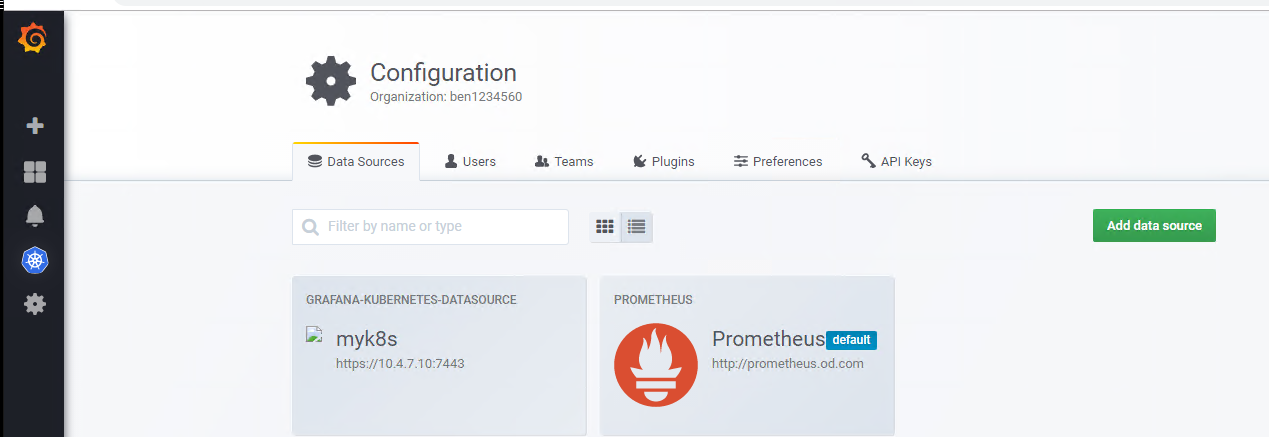 Configuration
Organization: ben1234560
Data Sources Users Teams Plugins Preferences API Keys
Filter by name or type
Add data source
GRAFANA-KUBERNETES-DATASOURCE
myk8s
https://10.4.7.10:7443
PROMETHEUS
Prometheus default
http://prometheus.od.com